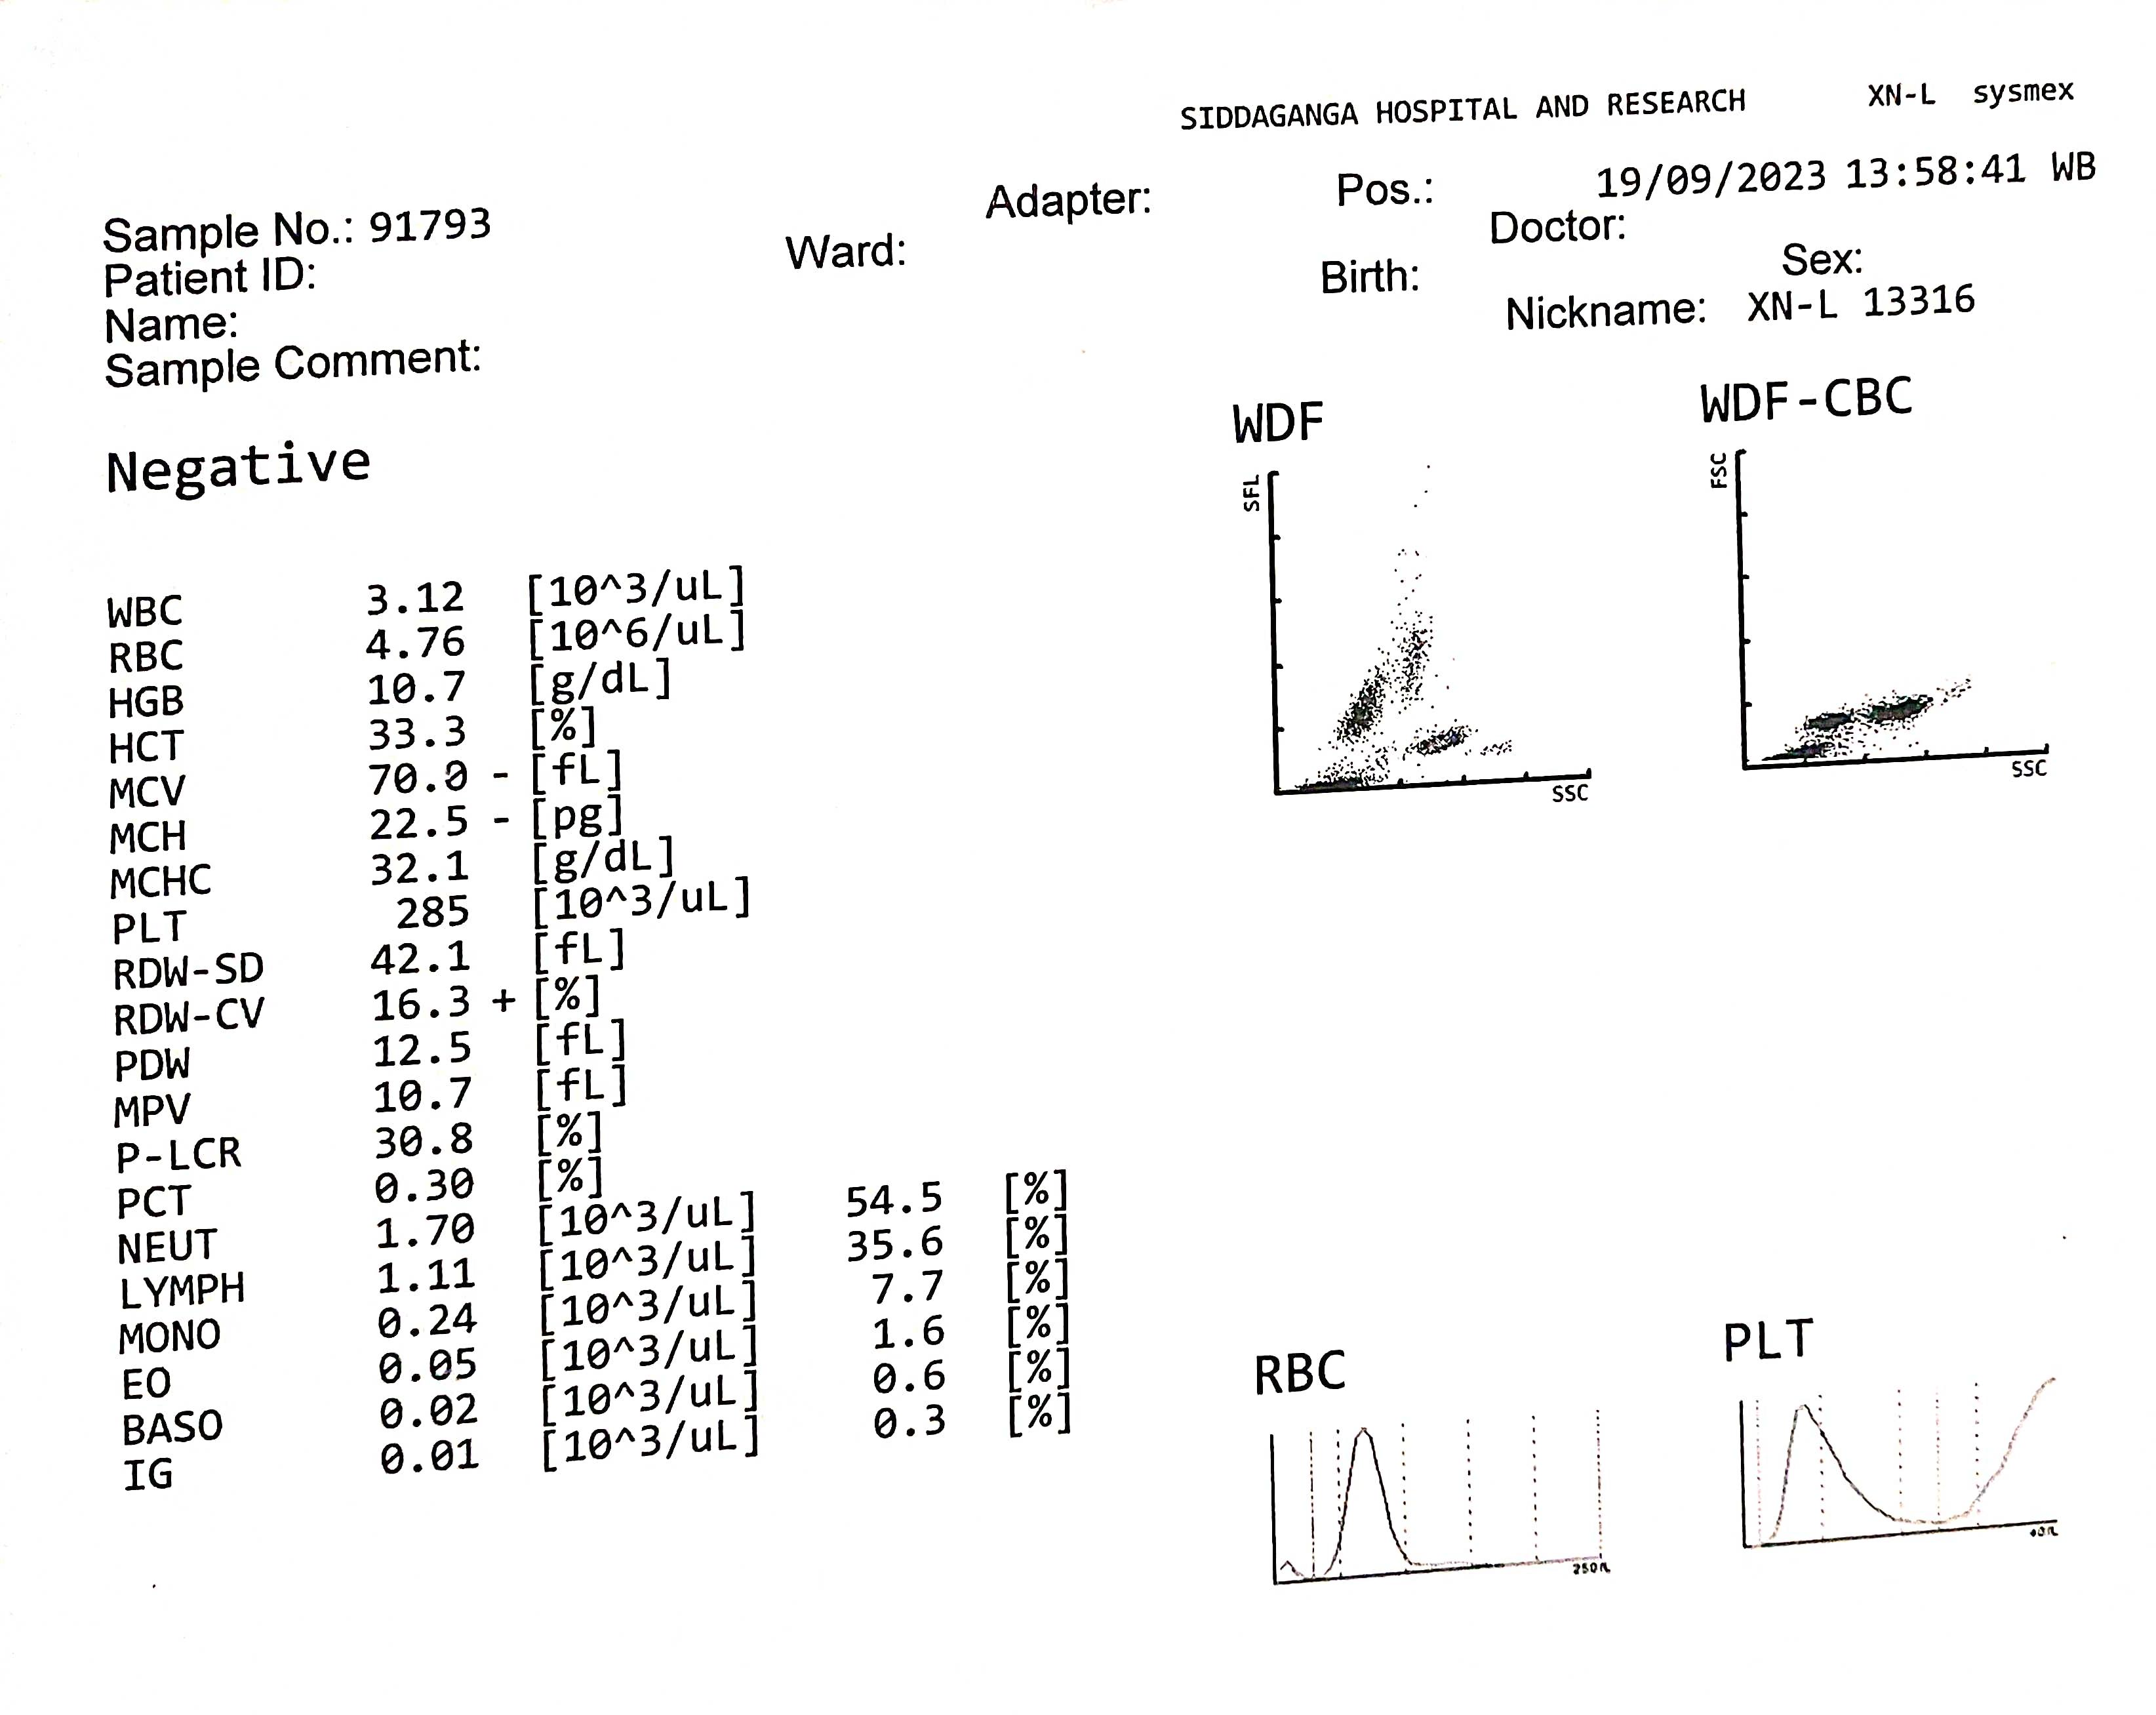 SIDDAGANGA HOSPITAL AND RESEARCH XN-L sysmex
Adapter: Pos.: 19/09/2023 13:58:41 WB
Sample No.: 91793 Ward: Doctor:
Patient ID: Birth: Sex:
Name: Nickname: XN-L 13316
Sample Comment:
Negative
WDF WDF-CBC
SFL FSC
SSC SSC
WBC 3.12 [10^3/uL]
RBC 4.76 [10^6/uL]
HGB 10.7 [g/dL]
HCT 33.3 [%]
MCV 70.0 - [fL]
MCH 22.5 - [pg]
MCHC 32.1 [g/dL]
PLT 285 [10^3/uL]
RDW-SD 42.1 [fL]
RDW-CV 16.3 + [%]
PDW 12.5 [fL]
MPV 10.7 [fL]
P-LCR 30.8 [%]
PCT 0.30 [%]
NEUT 1.70 [10^3/uL] 54.5 [%]
LYMPH 1.11 [10^3/uL] 35.6 [%]
MONO 0.24 [10^3/uL] 7.7 [%]
EO 0.05 [10^3/uL] 1.6 [%]
BASO 0.02 [10^3/uL] 0.6 [%]
IG 0.01 [10^3/uL] 0.3 [%]
RBC PLT